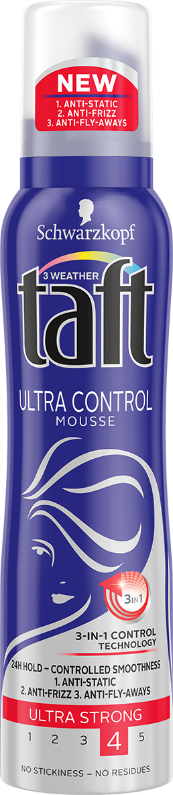 NEW
1. ANTI-STATIC
2. ANTI-FRIZZ
3. ANTI-FLY-AWAYS
Schwarzkopf
3 WEATHER
taft
ULTRA CONTROL
MOUSSE
3IN1
3-IN-1 CONTROL
TECHNOLOGY
24H HOLD – CONTROLLED SMOOTHNESS
1. ANTI-STATIC
2. ANTI-FRIZZ 3. ANTI-FLY-AWAYS
ULTRA STRONG
1 2 3 4 5
NO STICKINESS – NO RESIDUES